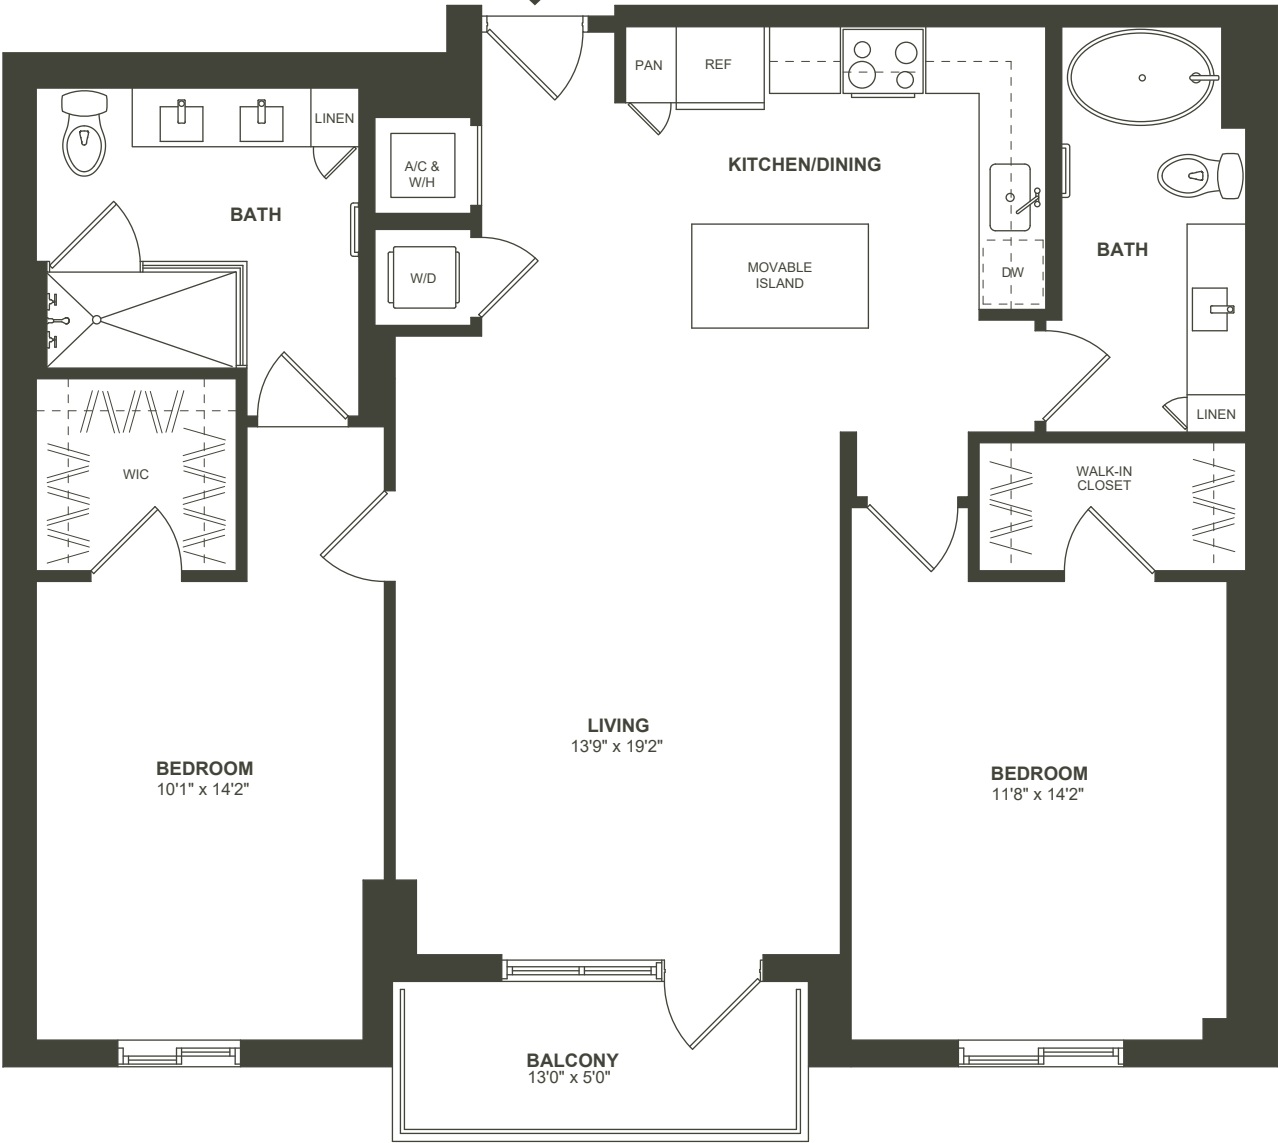 PAN
REF
LINEN
A/C &
W/H
KITCHEN/DINING
BATH
BATH
W/D
MOVABLE
ISLAND
DW
LINEN
WIC
WALK-IN
CLOSET
LIVING
13'9" x 19'2"
BEDROOM
10'1" x 14'2"
BEDROOM
11'8" x 14'2"
BALCONY
13'0" x 5'0"